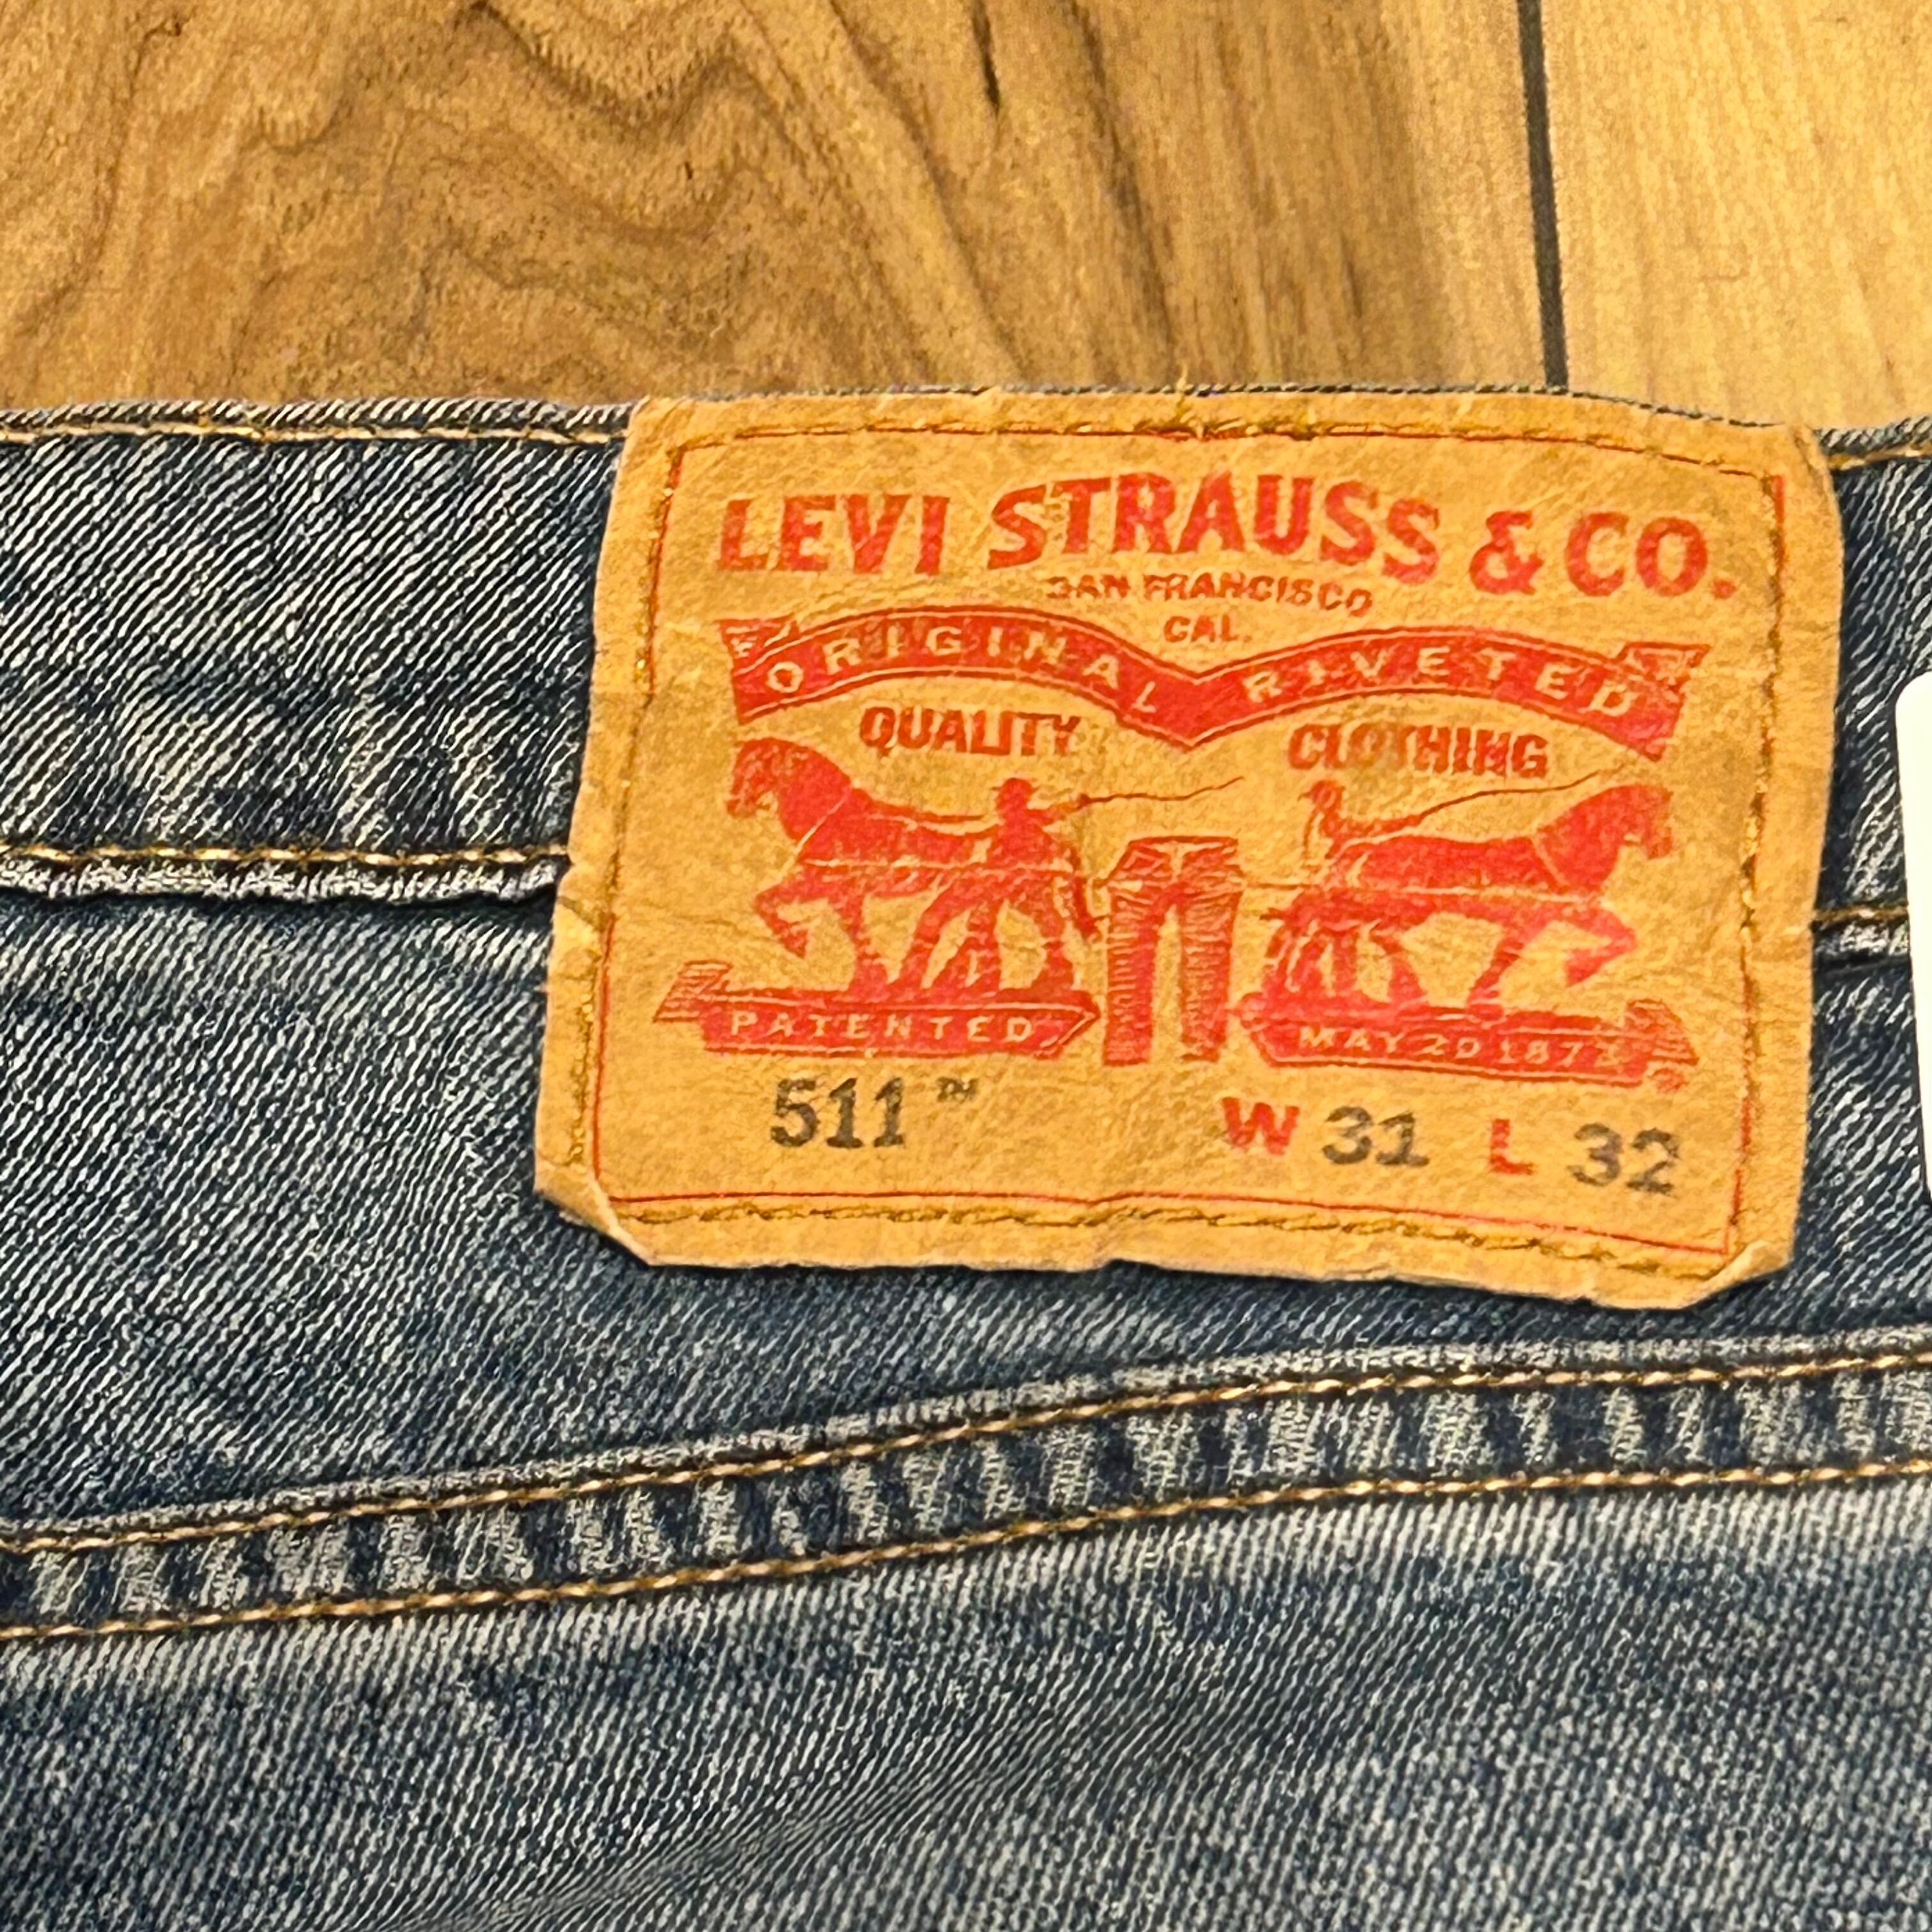 LEVI STRAUSS & CO.
SAN FRANCISCO
CAL.
ORIGINAL RIVETED
QUALITY CLOTHING
PATENTED MAY 20 1873
511™ W 31 L 32